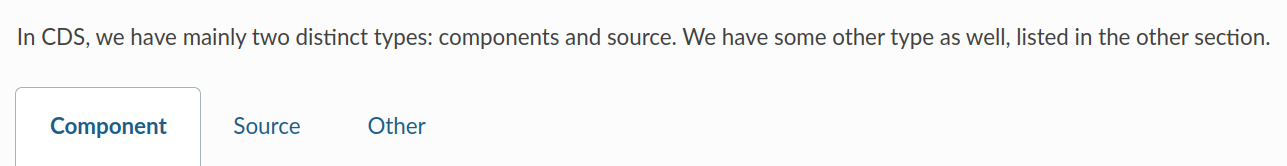 In CDS, we have mainly two distinct types: components and source. We have some other type as well, listed in the other section.
Component Source Other